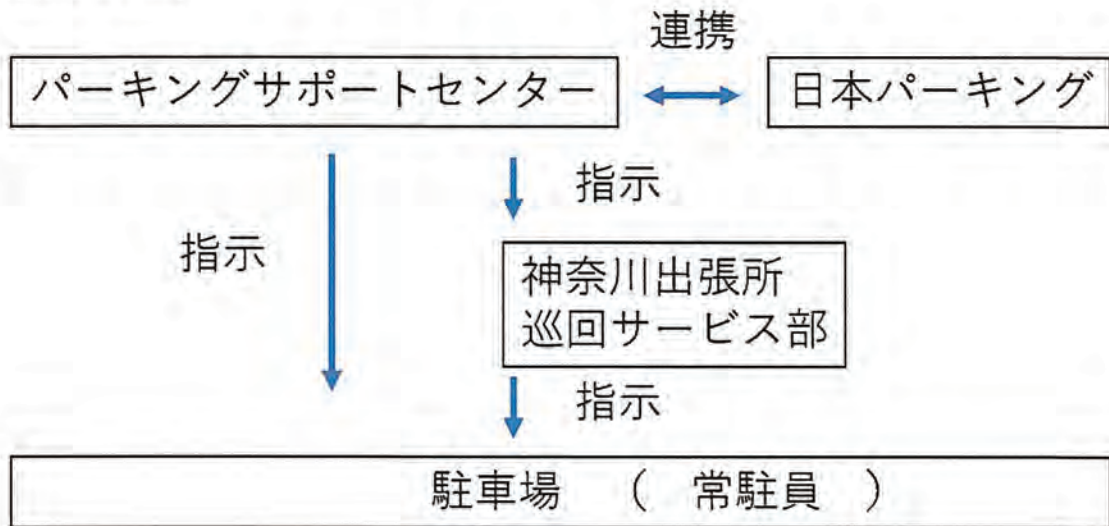 連携
パーキングサポートセンター
日本パーキング
指示
指示
神奈川出張所
巡回サービス部
指示
駐車場 （ 常駐員 ）